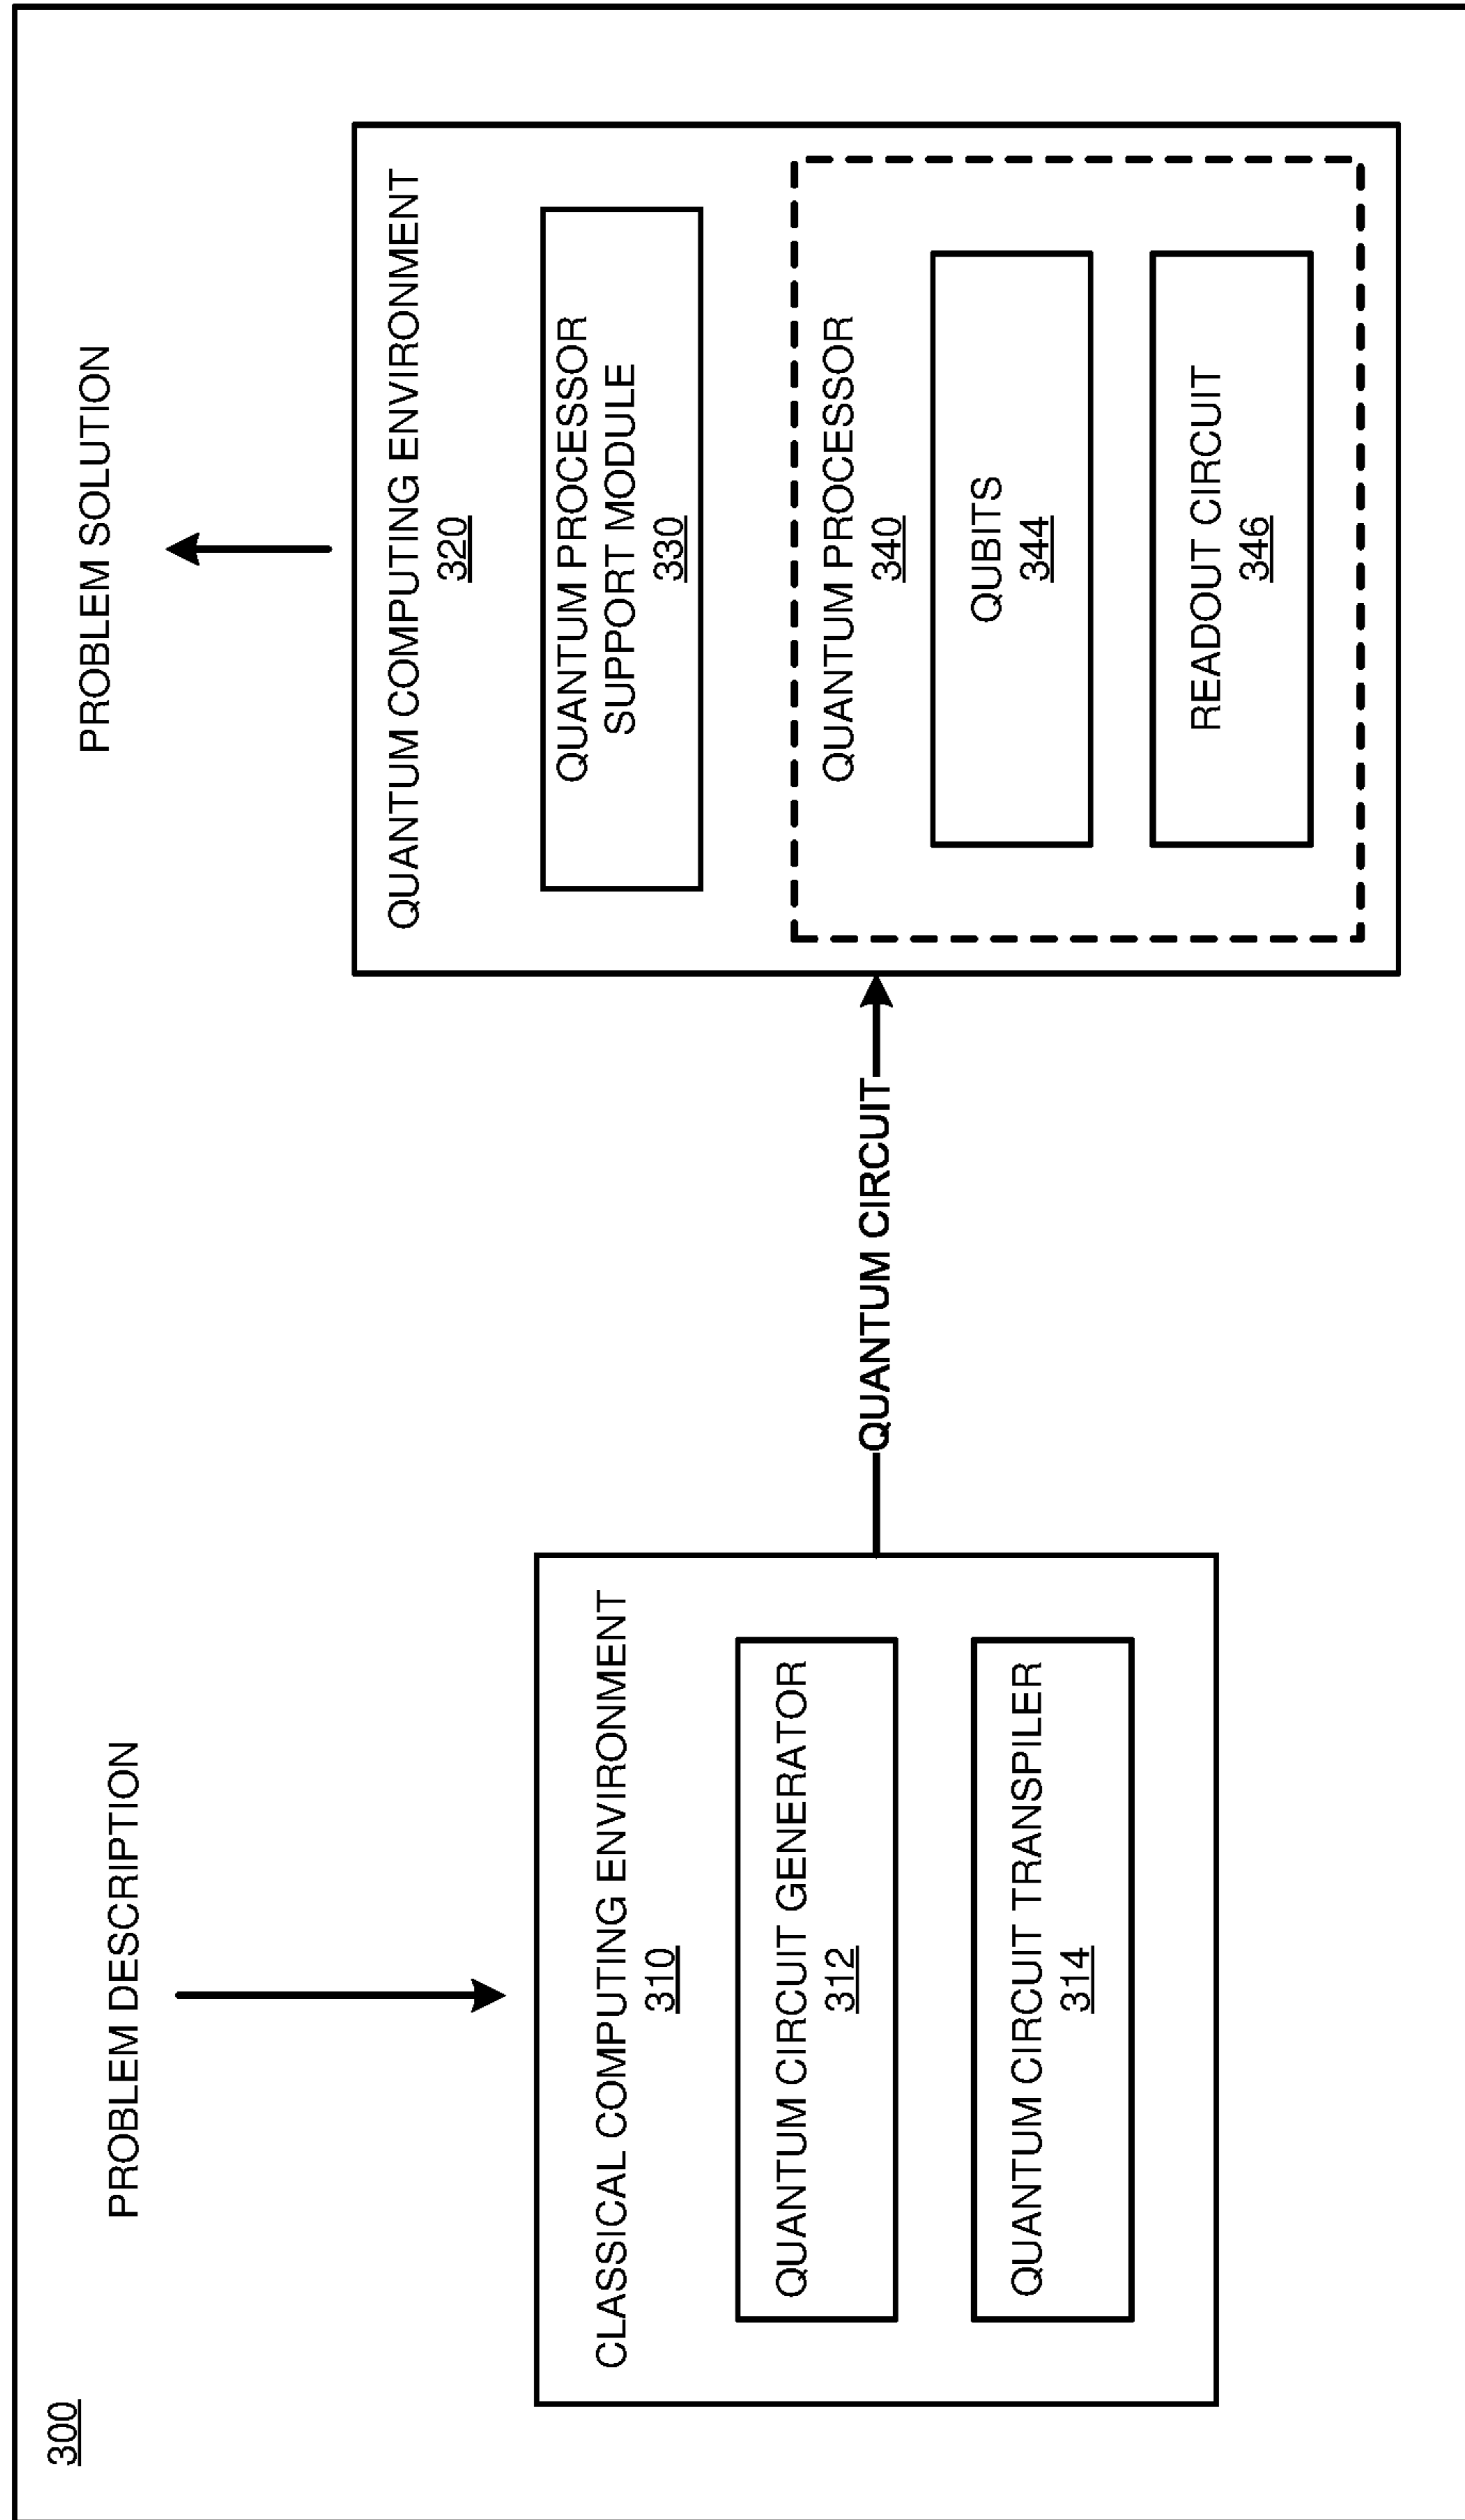 300
PROBLEM DESCRIPTION
CLASSICAL COMPUTING ENVIRONMENT
310
QUANTUM CIRCUIT GENERATOR
312
QUANTUM CIRCUIT TRANSPILER
314
QUANTUM CIRCUIT
PROBLEM SOLUTION
QUANTUM COMPUTING ENVIRONMENT
320
QUANTUM PROCESSOR
SUPPORT MODULE
330
QUANTUM PROCESSOR
340
QUBITS
344
READOUT CIRCUIT
346